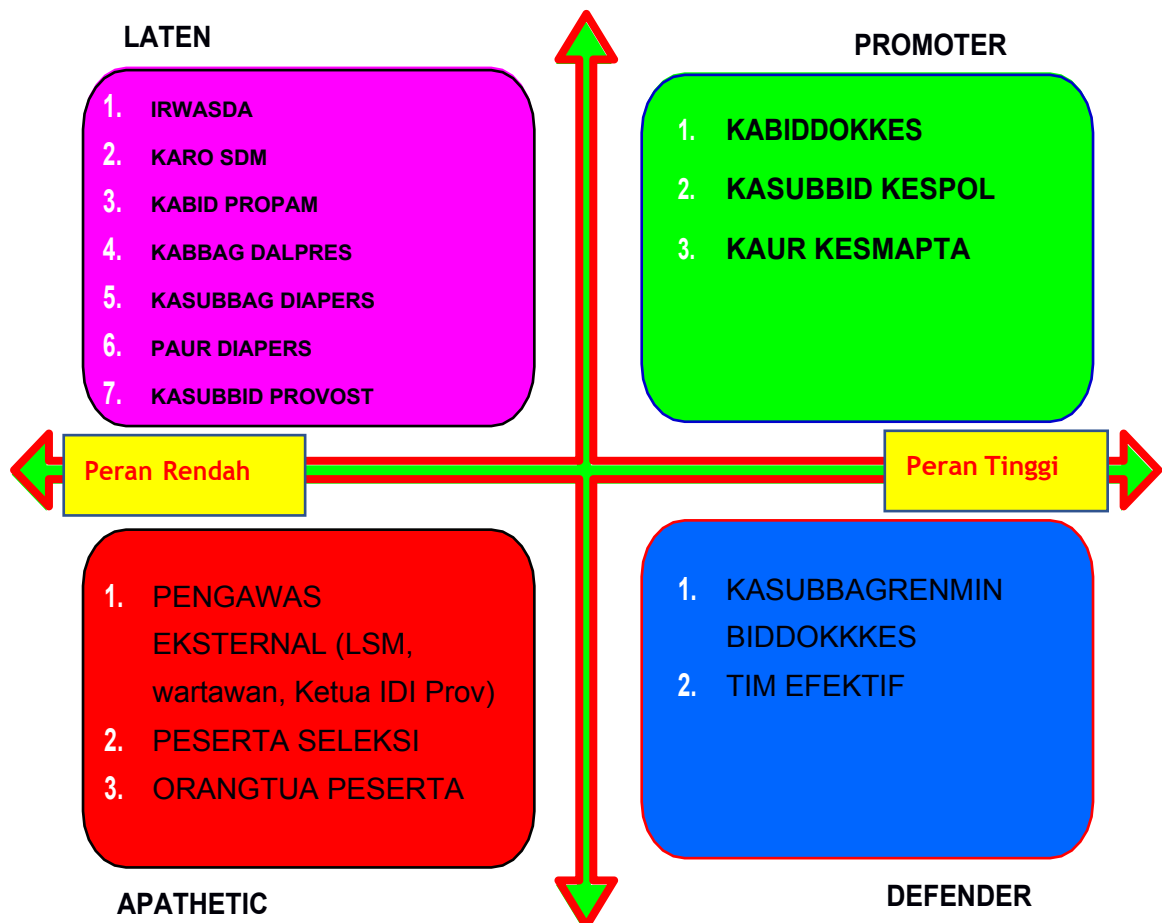 LATEN
1. IRWASDA
2. KARO SDM
3. KABID PROPAM
4. KABBAG DALPRES
5. KASUBBAG DIAPERS
6. PAUR DIAPERS
7. KASUBBID PROVOST
PROMOTER
1. KABIDDOKKES
2. KASUBBID KESPOL
3. KAUR KESMAPTA
Peran Rendah
Peran Tinggi
1. PENGAWAS
EKSTERNAL (LSM,
wartawan, Ketua IDI Prov)
2. PESERTA SELEKSI
3. ORANGTUA PESERTA
APATHETIC
1. KASUBBAGRENMIN
BIDDOKKKES
2. TIM EFEKTIF
DEFENDER